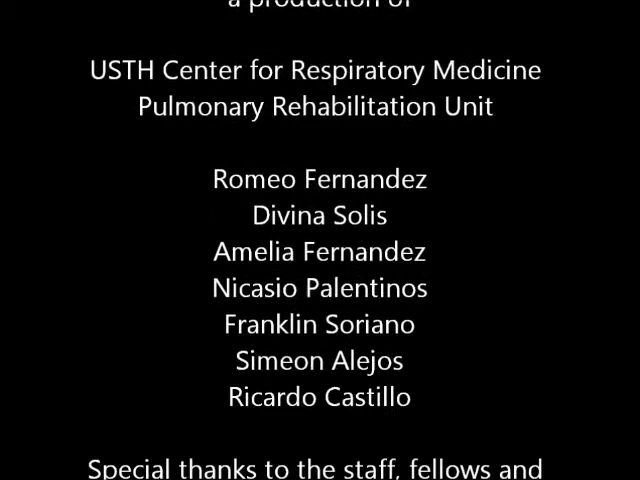 a production of
USTH Center for Respiratory Medicine
Pulmonary Rehabilitation Unit
Romeo Fernandez
Divina Solis
Amelia Fernandez
Nicasio Palentinos
Franklin Soriano
Simeon Alejos
Ricardo Castillo
Special thanks to the staff, fellows and